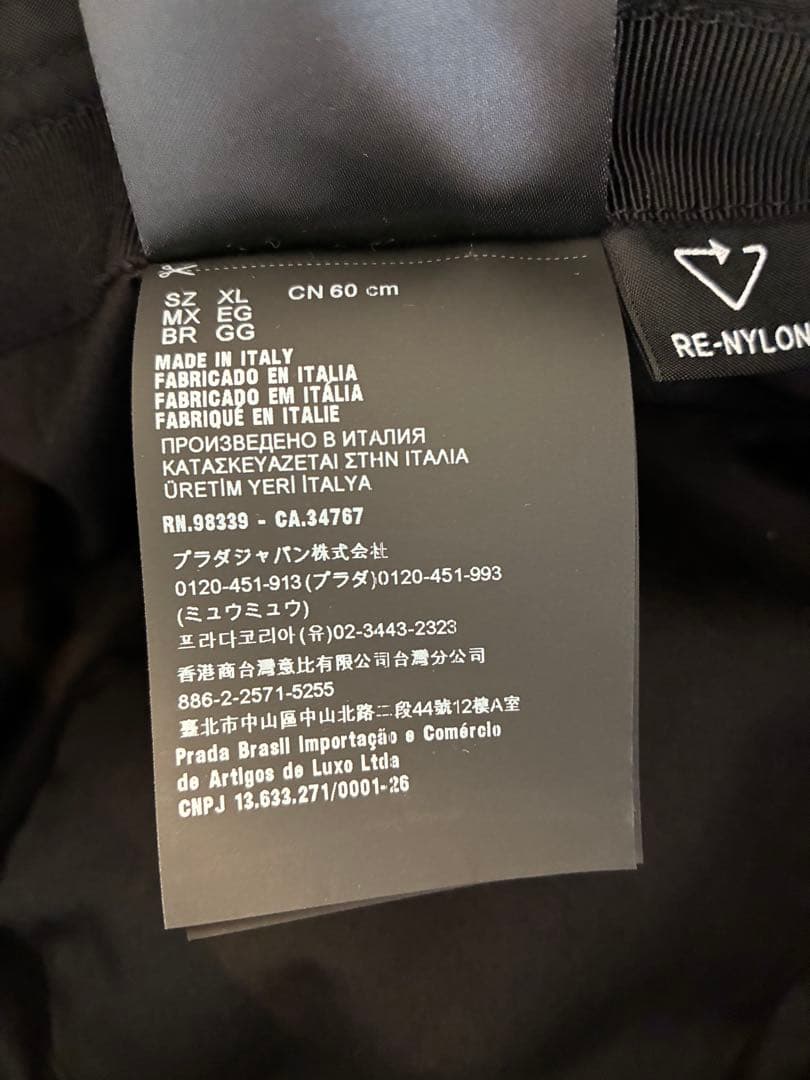 SZ XL CN 60 cm
MX EG
BR GG
MADE IN ITALY
FABRICADO EN ITALIA
FABRICADO EM ITÁLIA
FABRIQUÉ EN ITALIE
ПРОИЗВЕДЕНО В ИТАЛИЯ
ΚΑΤΑΣΚΕΥΑΖΕΤΑΙ ΣΤΗΝ ΙΤΑΛΙΑ
ÜRETİM YERİ İTALYA
RN.98339 - CA.34767
プラダジャパン株式会社
0120-451-913(プラダ)0120-451-993
(ミュウミュウ)
프라다코리아(유)02-3443-2323
香港商台灣意比有限公司台灣分公司
886-2-2571-5255
臺北市中山區中山北路二段44號12樓A室
Prada Brasil Importação e Comércio
de Artigos de Luxo Ltda
CNPJ 13.633.271/0001-26
RE-NYLON